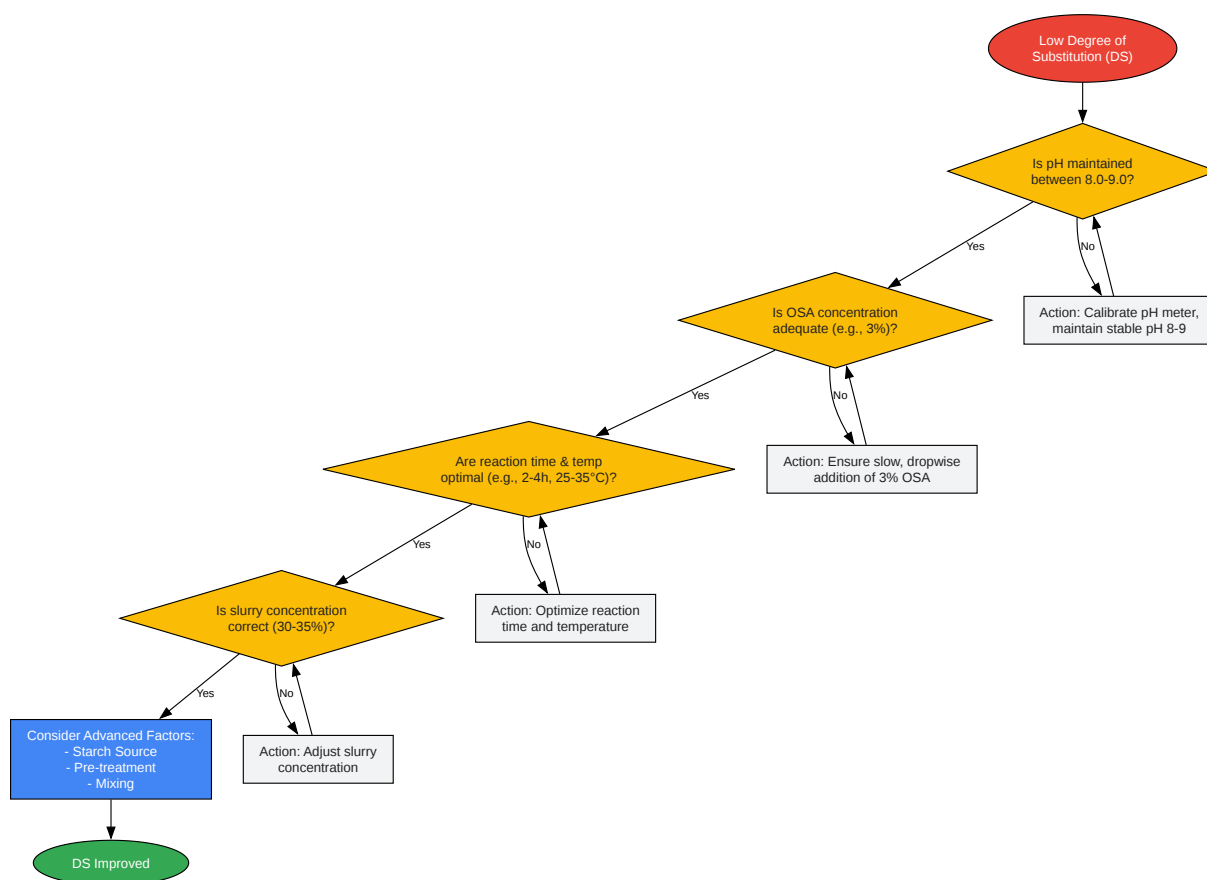 Low Degree of
Substitution (DS)
Is pH maintained
between 8.0-9.0?
Yes
No
Action: Calibrate pH meter,
maintain stable pH 8-9
Is OSA concentration
adequate (e.g., 3%)?
Yes
No
Action: Ensure slow, dropwise
addition of 3% OSA
Are reaction time & temp
optimal (e.g., 2-4h, 25-35°C)?
Yes
No
Action: Optimize reaction
time and temperature
Is slurry concentration
correct (30-35%)?
Yes
No
Action: Adjust slurry
concentration
Consider Advanced Factors:
- Starch Source
- Pre-treatment
- Mixing
DS Improved